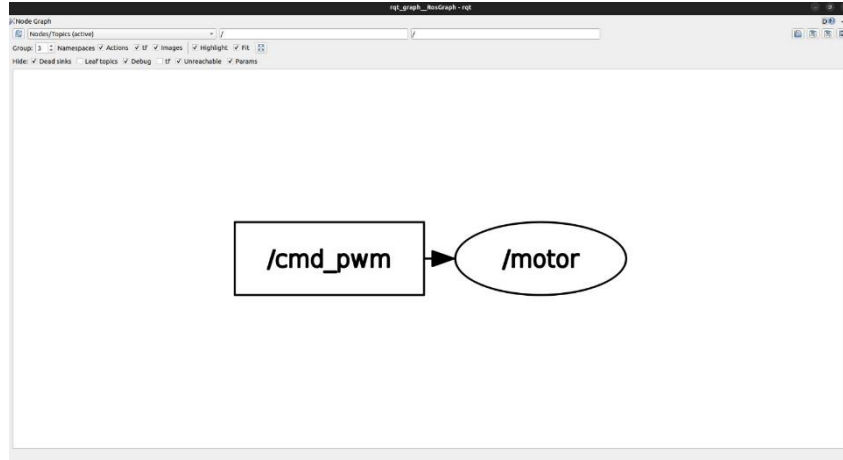 rqt_graph__RosGraph - rqt
Node Graph
D
Nodes/Topics (active) / /
Group: 3 Namespaces Actions tf Images Highlight Fit
Hide: Dead sinks Leaf topics Debug tf Unreachable Params
/cmd_pwm /motor